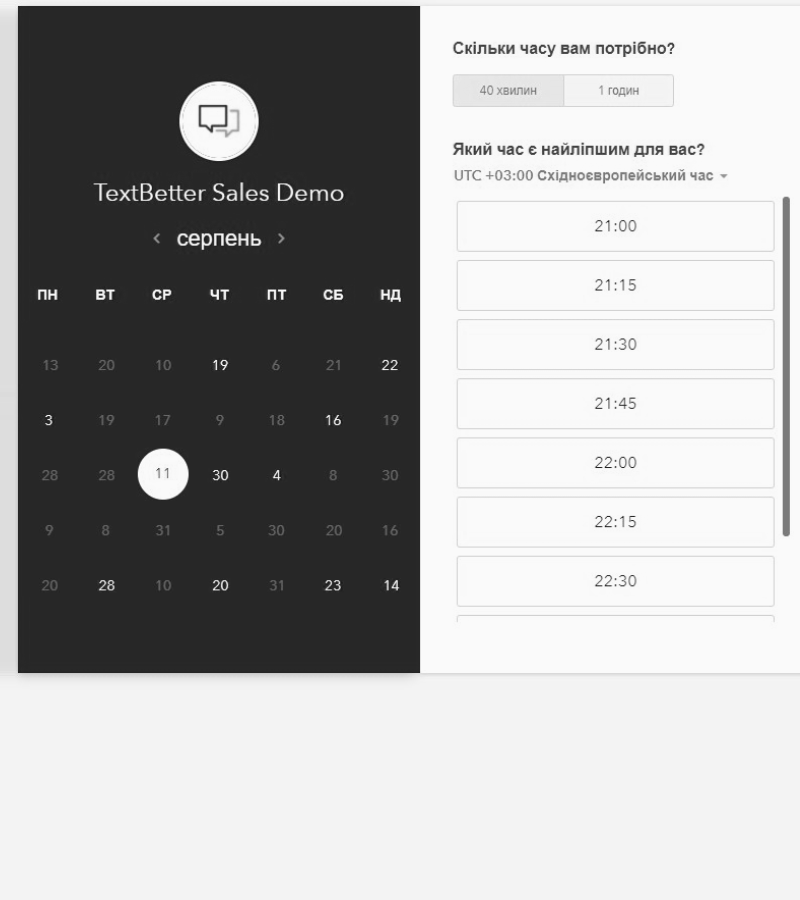 TextBetter Sales Demo
серпень
ПН ВТ СР ЧТ ПТ СБ НД
13 20 10 19 6 21 22
3 19 17 9 18 16 19
28 28 11 30 4 8 30
9 8 31 5 30 20 16
20 28 10 20 31 23 14
Скільки часу вам потрібно?
40 хвилин 1 годин
Який час є найліпшим для вас?
UTC +03:00 Східноєвропейський час
21:00
21:15
21:30
21:45
22:00
22:15
22:30